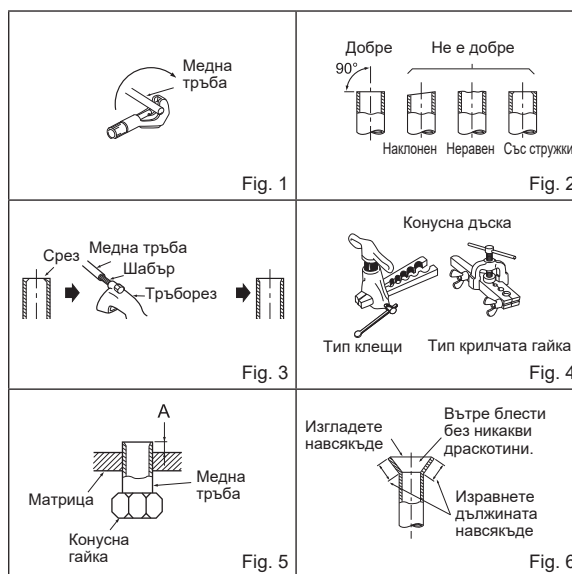 Медна
тръба
Fig. 1
Добре
Не е добре
90°
Наклонен
Неравен
Със стружки
Fig. 2
Срез
Медна тръба
Шабър
Тръборез
Fig. 3
Конусна дъска
Тип клещи
Тип крилчата гайка
Fig. 4
A
Матрица
Медна
тръба
Конусна
гайка
Fig. 5
Изгладете
навсякъде
Вътре блести
без никакви
драскотини.
Изравнете
дължината
навсякъде
Fig. 6